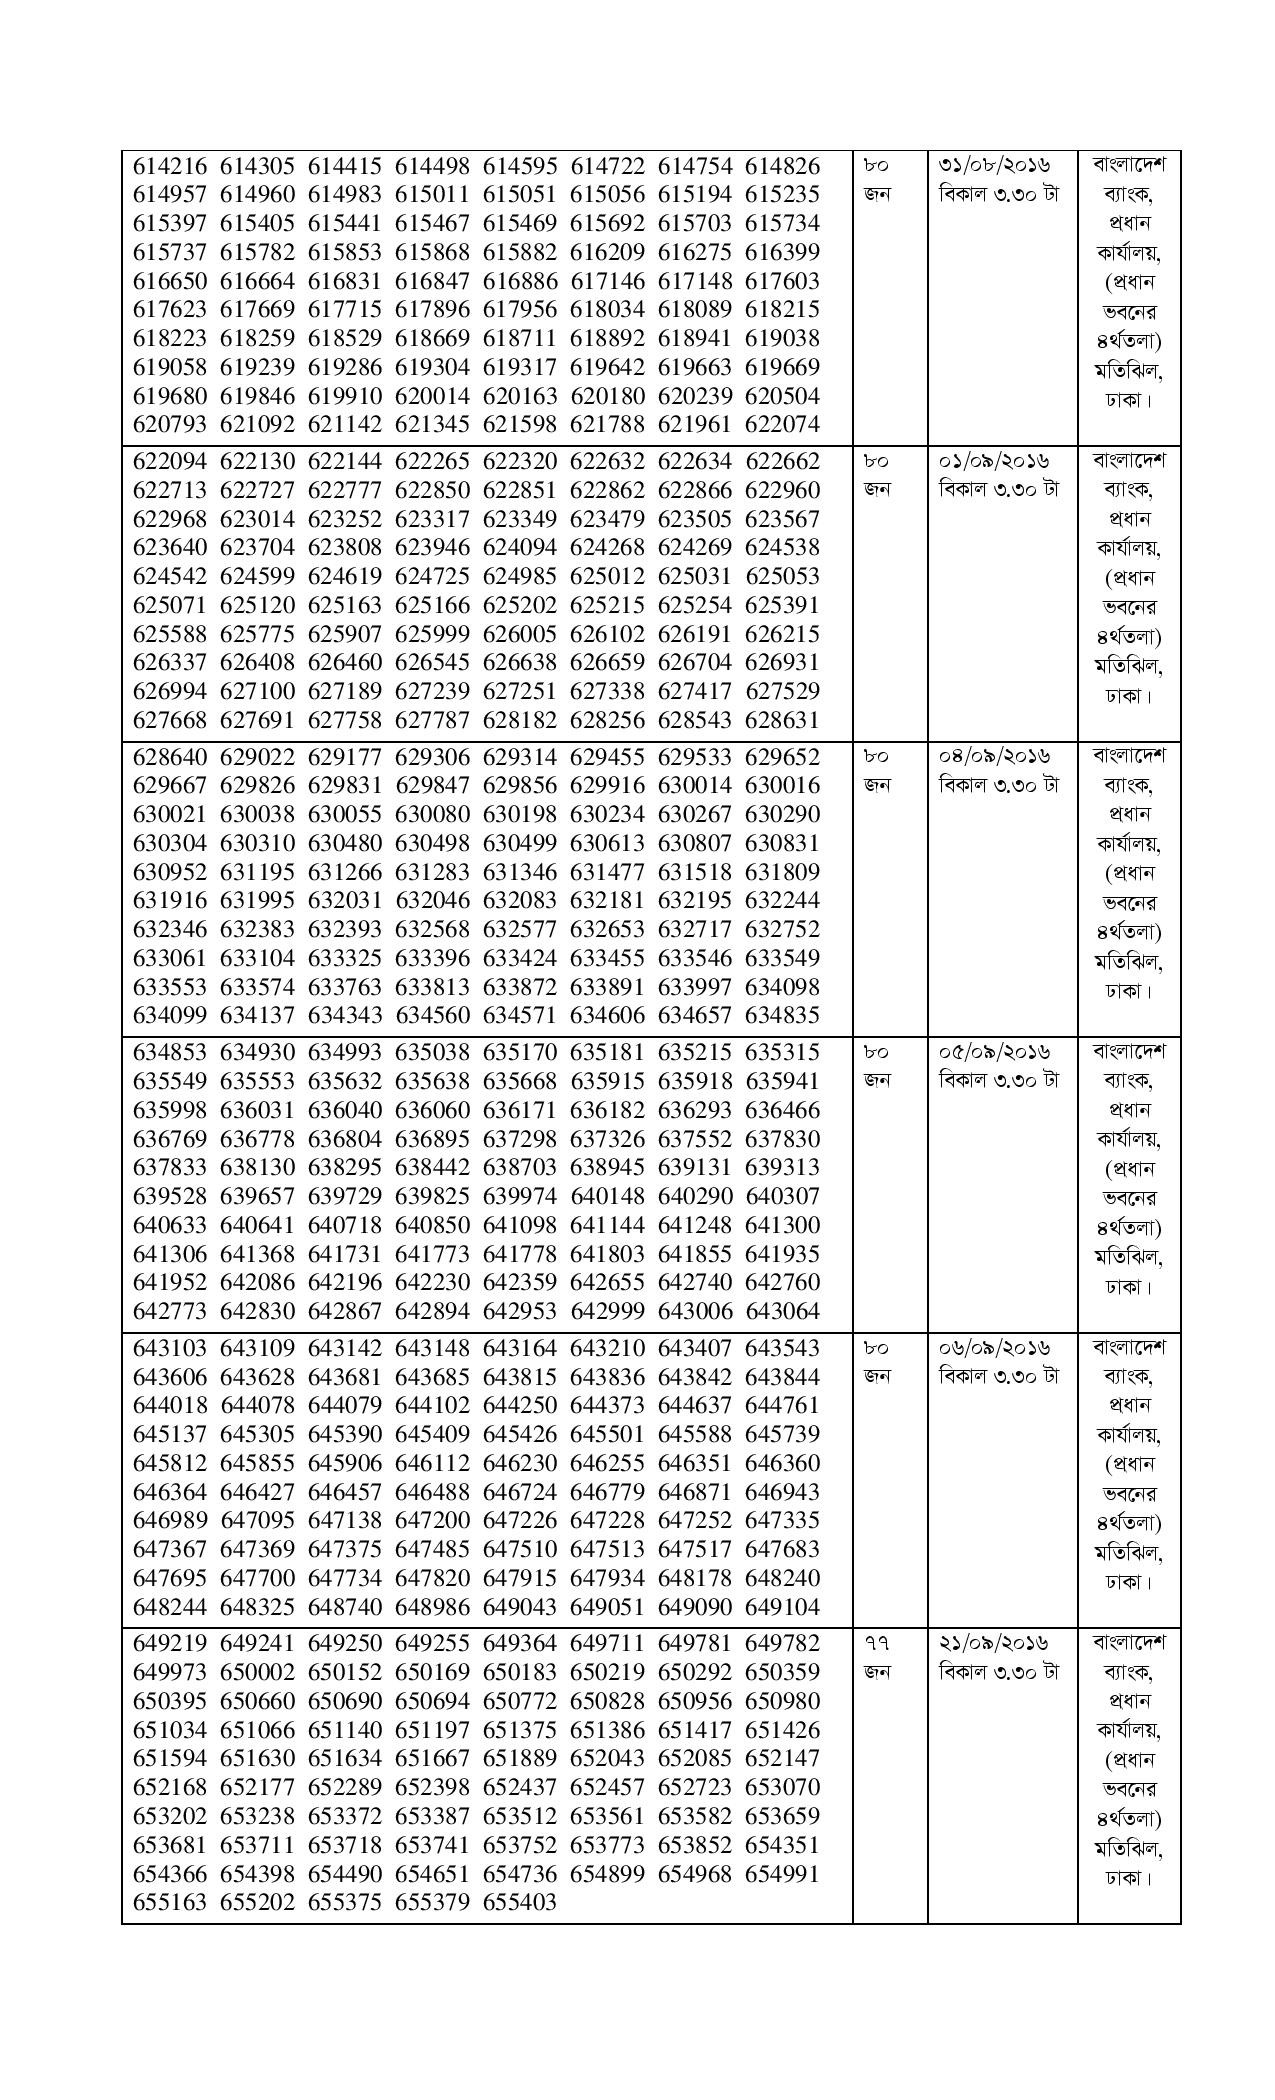 614216 614305 614415 614498 614595 614722 614754 614826 ৮০ ৩১/০৮/২০১৬ বাংলাদেশ
614957 614960 614983 615011 615051 615056 615194 615235 জন বিকাল ৩.৩০ টা ব্যাংক,
615397 615405 615441 615467 615469 615692 615703 615734 প্রধান
615737 615782 615853 615868 615882 616209 616275 616399 কার্যালয়,
616650 616664 616831 616847 616886 617146 617148 617603 (প্রধান
617623 617669 617715 617896 617956 618034 618089 618215 ভবনের
618223 618259 618529 618669 618711 618892 618941 619038 ৪র্থতলা)
619058 619239 619286 619304 619317 619642 619663 619669 মতিঝিল,
619680 619846 619910 620014 620163 620180 620239 620504 ঢাকা।
620793 621092 621142 621345 621598 621788 621961 622074
622094 622130 622144 622265 622320 622632 622634 622662 ৮০ ০১/০৯/২০১৬ বাংলাদেশ
622713 622727 622777 622850 622851 622862 622866 622960 জন বিকাল ৩.৩০ টা ব্যাংক,
622968 623014 623252 623317 623349 623479 623505 623567 প্রধান
623640 623704 623808 623946 624094 624268 624269 624538 কার্যালয়,
624542 624599 624619 624725 624985 625012 625031 625053 (প্রধান
625071 625120 625163 625166 625202 625215 625254 625391 ভবনের
625588 625775 625907 625999 626005 626102 626191 626215 ৪র্থতলা)
626337 626408 626460 626545 626638 626659 626704 626931 মতিঝিল,
626994 627100 627189 627239 627251 627338 627417 627529 ঢাকা।
627668 627691 627758 627787 628182 628256 628543 628631
628640 629022 629177 629306 629314 629455 629533 629652 ৮০ ০৪/০৯/২০১৬ বাংলাদেশ
629667 629826 629831 629847 629856 629916 630014 630016 জন বিকাল ৩.৩০ টা ব্যাংক,
630021 630038 630055 630080 630198 630234 630267 630290 প্রধান
630304 630310 630480 630498 630499 630613 630807 630831 কার্যালয়,
630952 631195 631266 631283 631346 631477 631518 631809 (প্রধান
631916 631995 632031 632046 632083 632181 632195 632244 ভবনের
632346 632383 632393 632568 632577 632653 632717 632752 ৪র্থতলা)
633061 633104 633325 633396 633424 633455 633546 633549 মতিঝিল,
633553 633574 633763 633813 633872 633891 633997 634098 ঢাকা।
634099 634137 634343 634560 634571 634606 634657 634835
634853 634930 634993 635038 635170 635181 635215 635315 ৮০ ০৫/০৯/২০১৬ বাংলাদেশ
635549 635553 635632 635638 635668 635915 635918 635941 জন বিকাল ৩.৩০ টা ব্যাংক,
635998 636031 636040 636060 636171 636182 636293 636466 প্রধান
636769 636778 636804 636895 637298 637326 637552 637830 কার্যালয়,
637833 638130 638295 638442 638703 638945 639131 639313 (প্রধান
639528 639657 639729 639825 639974 640148 640290 640307 ভবনের
640633 640641 640718 640850 641098 641144 641248 641300 ৪র্থতলা)
641306 641368 641731 641773 641778 641803 641855 641935 মতিঝিল,
641952 642086 642196 642230 642359 642655 642740 642760 ঢাকা।
642773 642830 642867 642894 642953 642999 643006 643064
643103 643109 643142 643148 643164 643210 643407 643543 ৮০ ০৬/০৯/২০১৬ বাংলাদেশ
643606 643628 643681 643685 643815 643836 643842 643844 জন বিকাল ৩.৩০ টা ব্যাংক,
644018 644078 644079 644102 644250 644373 644637 644761 প্রধান
645137 645305 645390 645409 645426 645501 645588 645739 কার্যালয়,
645812 645855 645906 646112 646230 646255 646351 646360 (প্রধান
646364 646427 646457 646488 646724 646779 646871 646943 ভবনের
646989 647095 647138 647200 647226 647228 647252 647335 ৪র্থতলা)
647367 647369 647375 647485 647510 647513 647517 647683 মতিঝিল,
647695 647700 647734 647820 647915 647934 648178 648240 ঢাকা।
648244 648325 648740 648986 649043 649051 649090 649104
649219 649241 649250 649255 649364 649711 649781 649782 ৭৭ ২১/০৯/২০১৬ বাংলাদেশ
649973 650002 650152 650169 650183 650219 650292 650359 জন বিকাল ৩.৩০ টা ব্যাংক,
650395 650660 650690 650694 650772 650828 650956 650980 প্রধান
651034 651066 651140 651197 651375 651386 651417 651426 কার্যালয়,
651594 651630 651634 651667 651889 652043 652085 652147 (প্রধান
652168 652177 652289 652398 652437 652457 652723 653070 ভবনের
653202 653238 653372 653387 653512 653561 653582 653659 ৪র্থতলা)
653681 653711 653718 653741 653752 653773 653852 654351 মতিঝিল,
654366 654398 654490 654651 654736 654899 654968 654991 ঢাকা।
655163 655202 655375 655379 655403